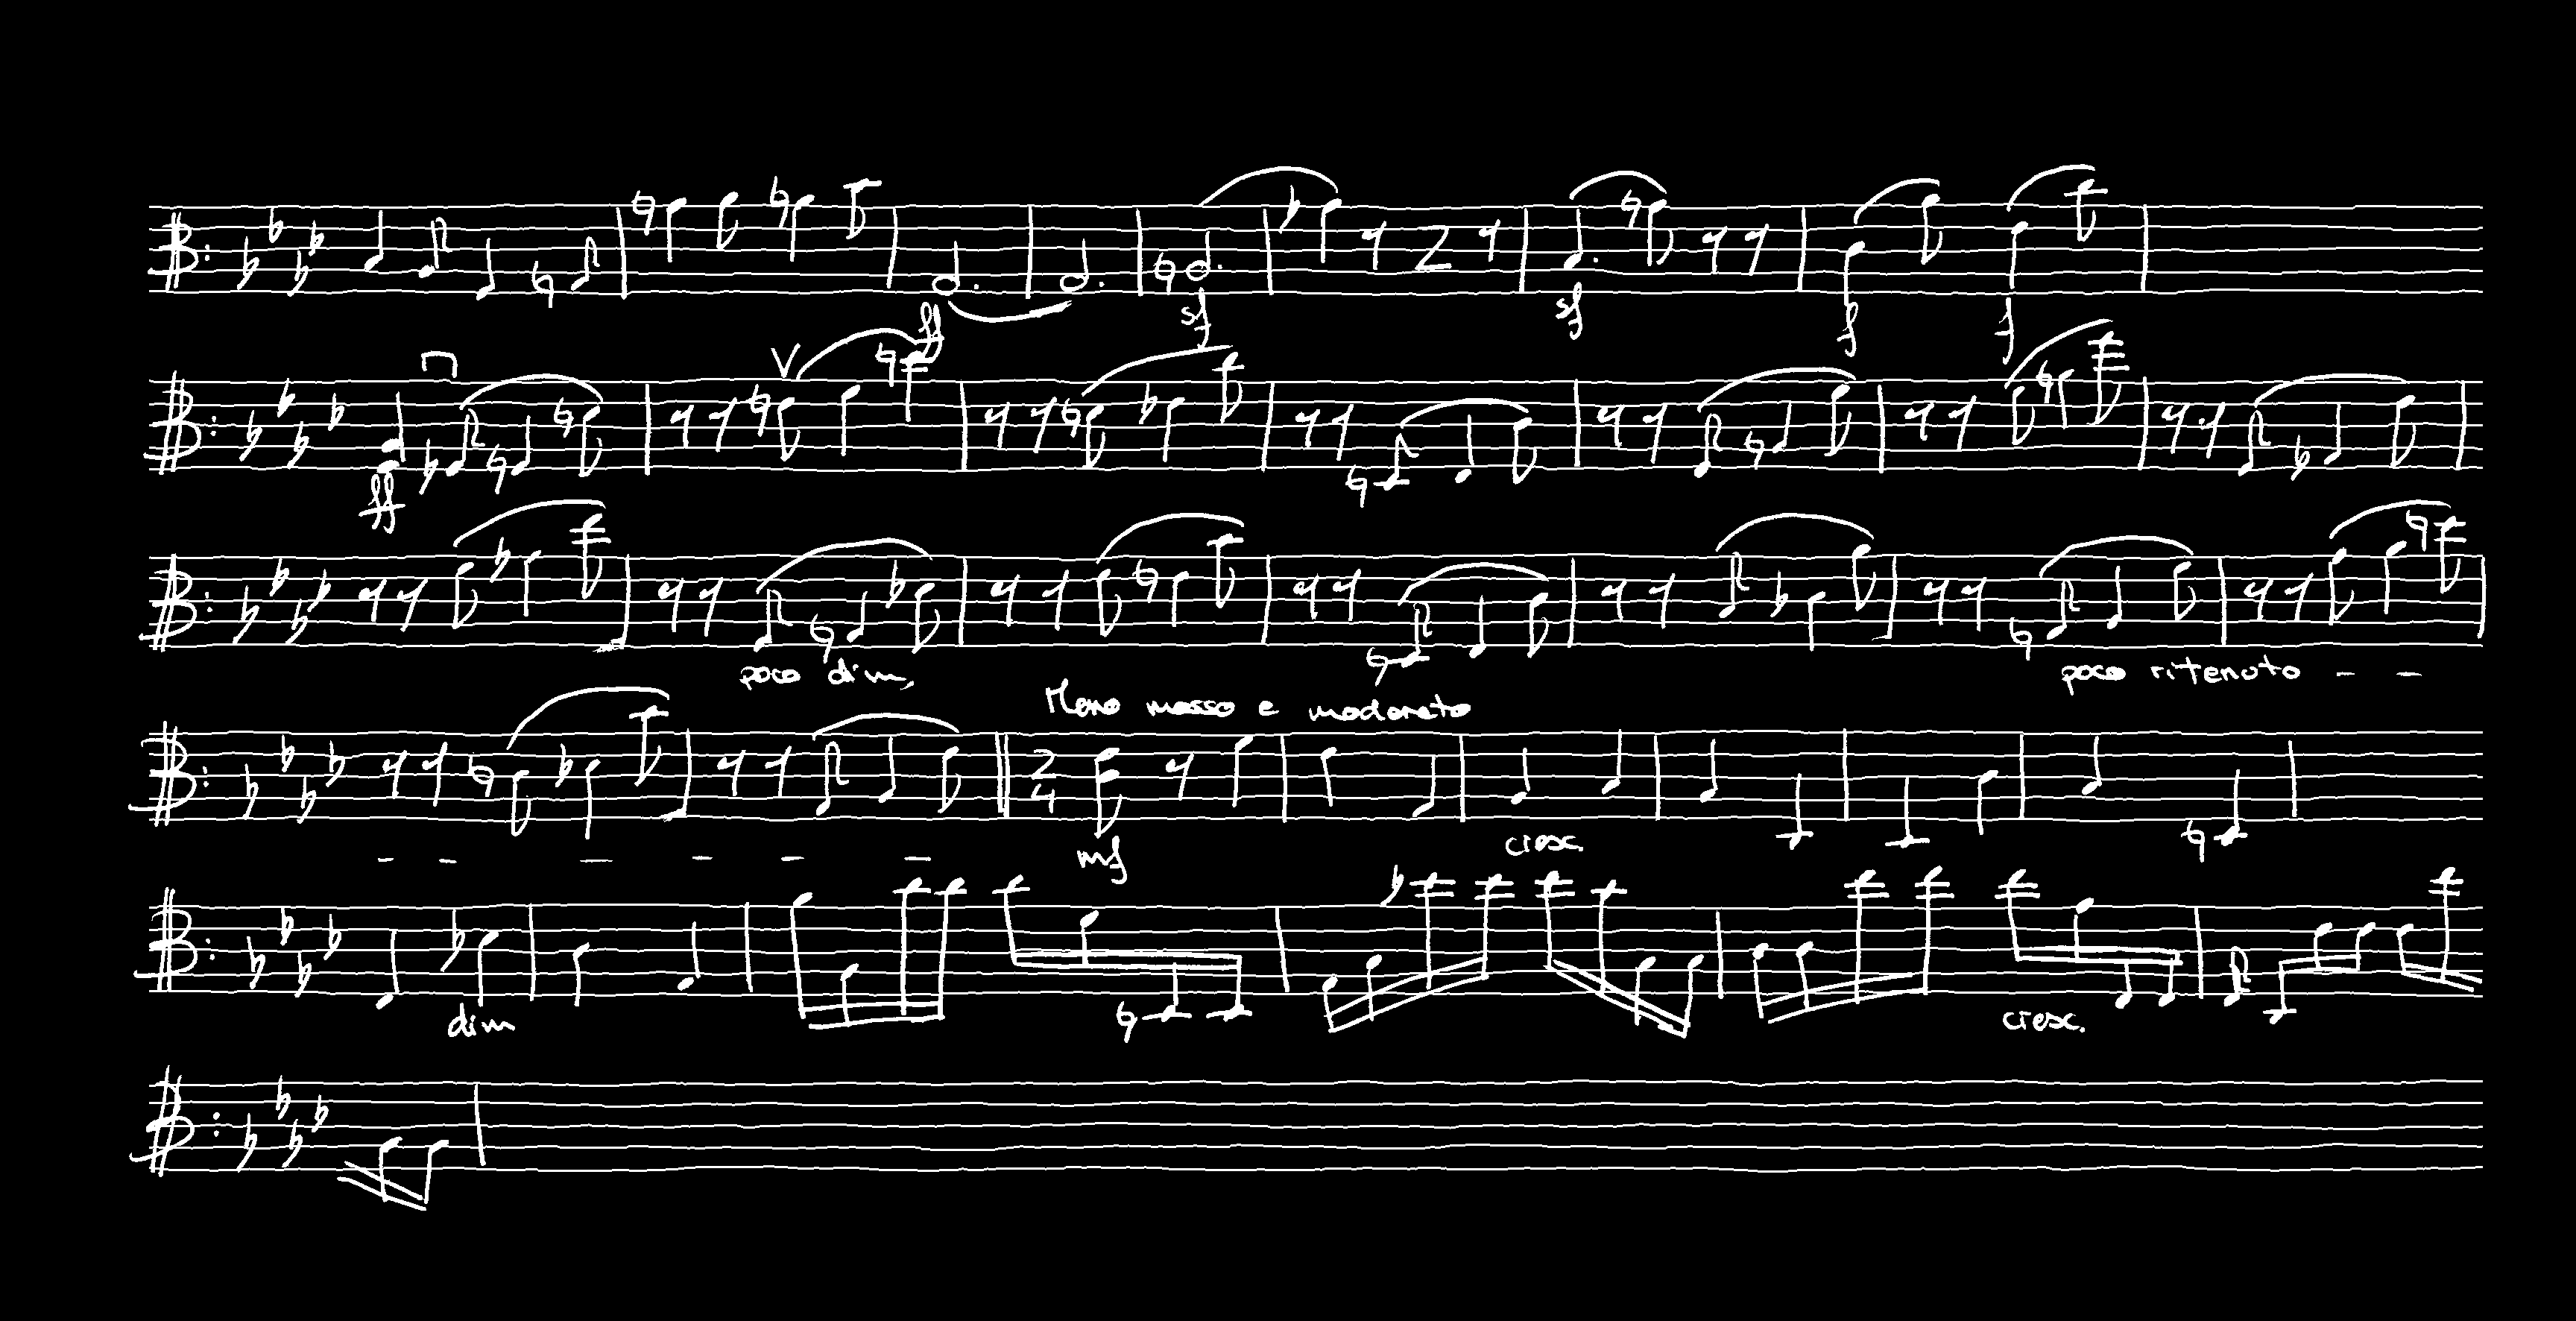 ff sf sf f f
ff
poco dim. poco ritenuto - -
Meno mosso e moderato
2 4
- - - - - - mf cresc.
dim cresc.